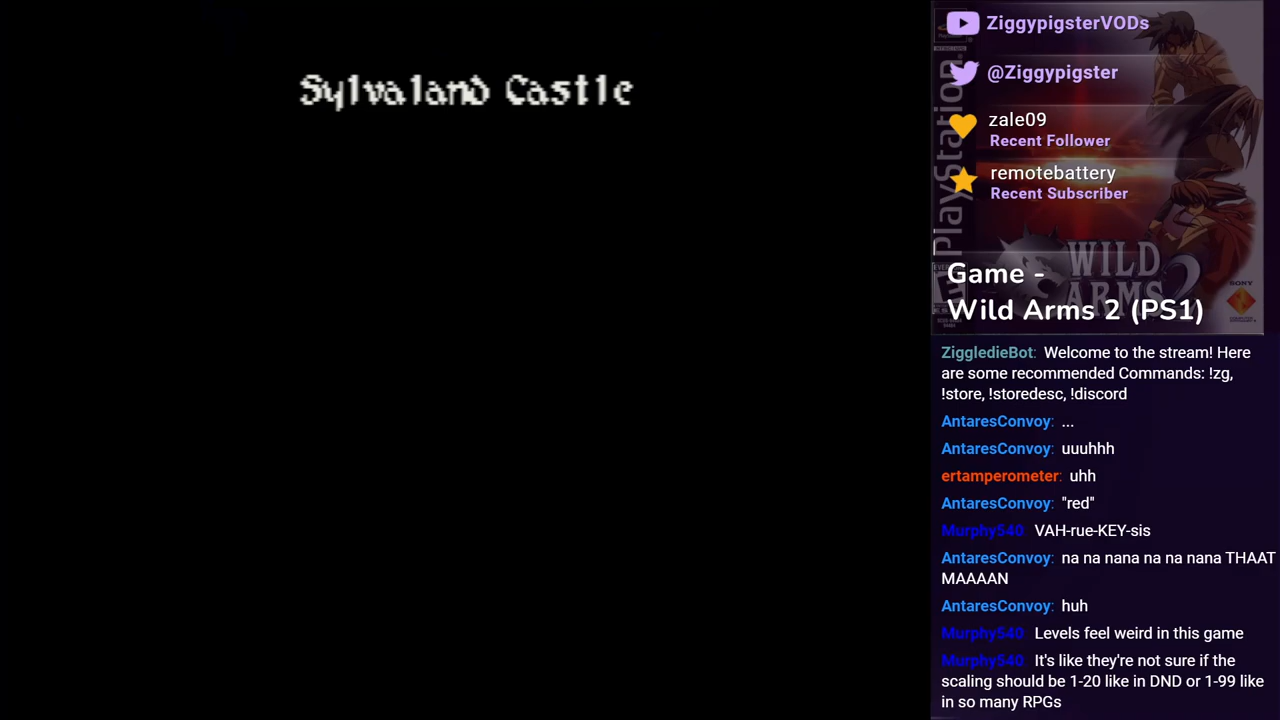 Sylvaland Castle
ZiggypigsterVODs
@Ziggypigster
zale09
Recent Follower
remotebattery
Recent Subscriber
PlayStation
WILD
ARMS 2
SONY
Game -
Wild Arms 2 (PS1)
ZiggledieBot: Welcome to the stream! Here
are some recommended Commands: !zg,
!store, !storedesc, !discord
AntaresConvoy: ...
AntaresConvoy: uuuhhh
ertamperometer: uhh
AntaresConvoy: "red"
Murphy540 VAH-rue-KEY-sis
AntaresConvoy: na na nana na na nana THAAT
MAAAAN
AntaresConvoy: huh
Murphy540 Levels feel weird in this game
Murphy540 It's like they're not sure if the
scaling should be 1-20 like in DND or 1-99 like
in so many RPGs